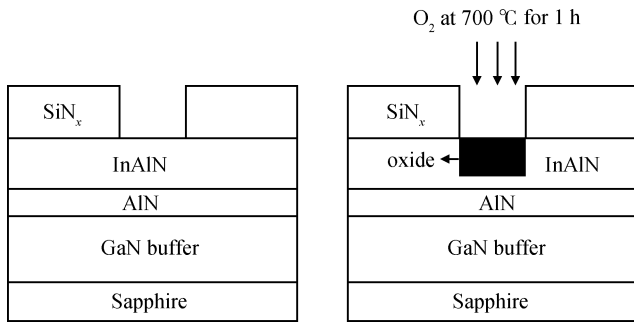 SiNx
InAlN
AlN
GaN buffer
Sapphire
O2 at 700 ℃ for 1 h
SiNx
oxide
InAlN
AlN
GaN buffer
Sapphire